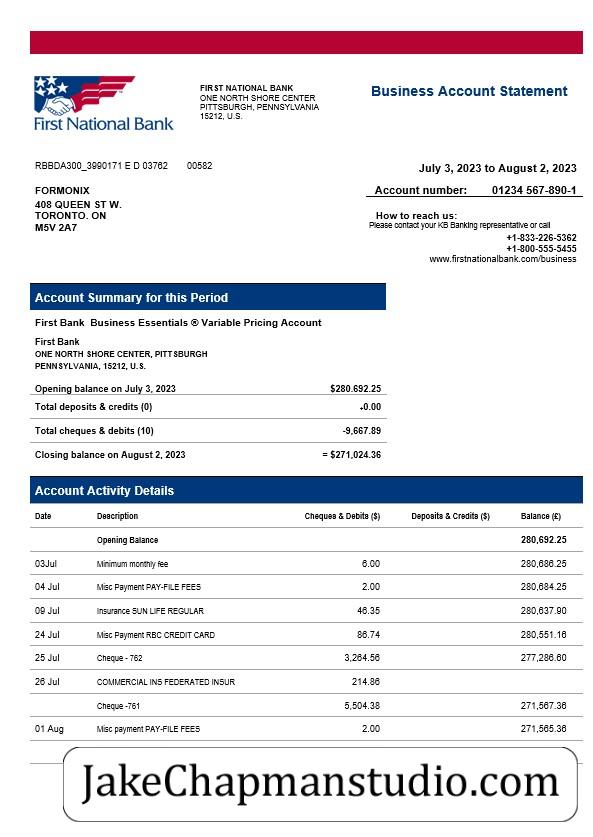 First National Bank
FIRST NATIONAL BANK
ONE NORTH SHORE CENTER
PITTSBURGH, PENNSYLVANIA
15212, U.S.
Business Account Statement
RBBDA300_3990171 E D 03762 00582
July 3, 2023 to August 2, 2023
FORMONIX
408 QUEEN ST W.
TORONTO. ON
M5V 2A7
Account number: 01234 567-890-1
How to reach us:
Please contact your KB Banking representive or call
+1-833-226-5362
+1-800-555-5455
www.firstnationalbank.com/business
Account Summary for this Period
First Bank Business Essentials ® Variable Pricing Account
First Bank
ONE NORTH SHORE CENTER, PITTSBURGH
PENNSYLVANIA, 15212, U.S.
Opening balance on July 3, 2023 $280.692.25
Total deposits & credits (0) +0.00
Total cheques & debits (10) -9,667.89
Closing balance on August 2, 2023 = $271,024.36
Account Activity Details
Date Description Cheques & Debits ($) Deposits & Credits ($) Balance (£)
Opening Balance 280,692.25
03Jul Minimum monthly fee 6.00 280,686.25
04 Jul Misc Payment PAY-FILE FEES 2.00 280,684.25
09 Jul Insurance SUN LIFE REGULAR 46.35 280,637.90
24 Jul Misc Payment RBC CREDIT CARD 86.74 280,551.16
25 Jul Cheque - 762 3,264.56 277,286.60
26 Jul COMMERCIAL INS FEDERATED INSUR 214.86
Cheque -761 5,504.38 271,567.36
01 Aug Misc payment PAY-FILE FEES 2.00 271,565.36
JakeChapmanstudio.com